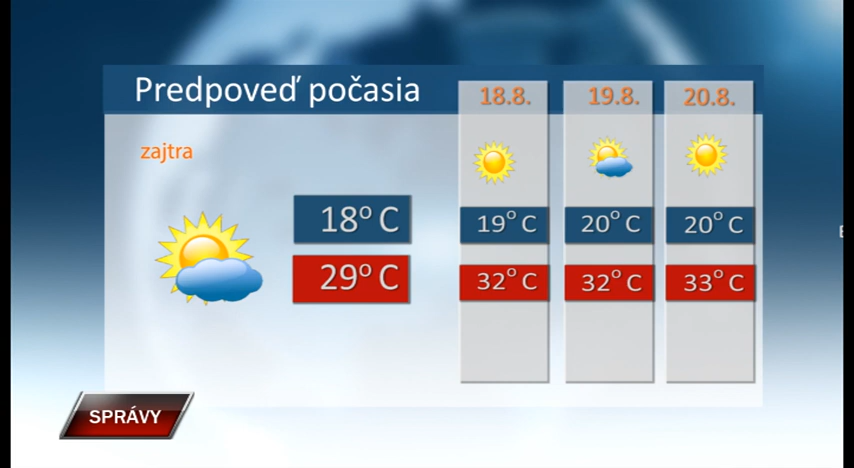 Predpoveď počasia
18.8.
19.8.
20.8.
zajtra
18° C
29° C
19° C
20° C
20° C
32° C
32° C
33° C
SPRÁVY